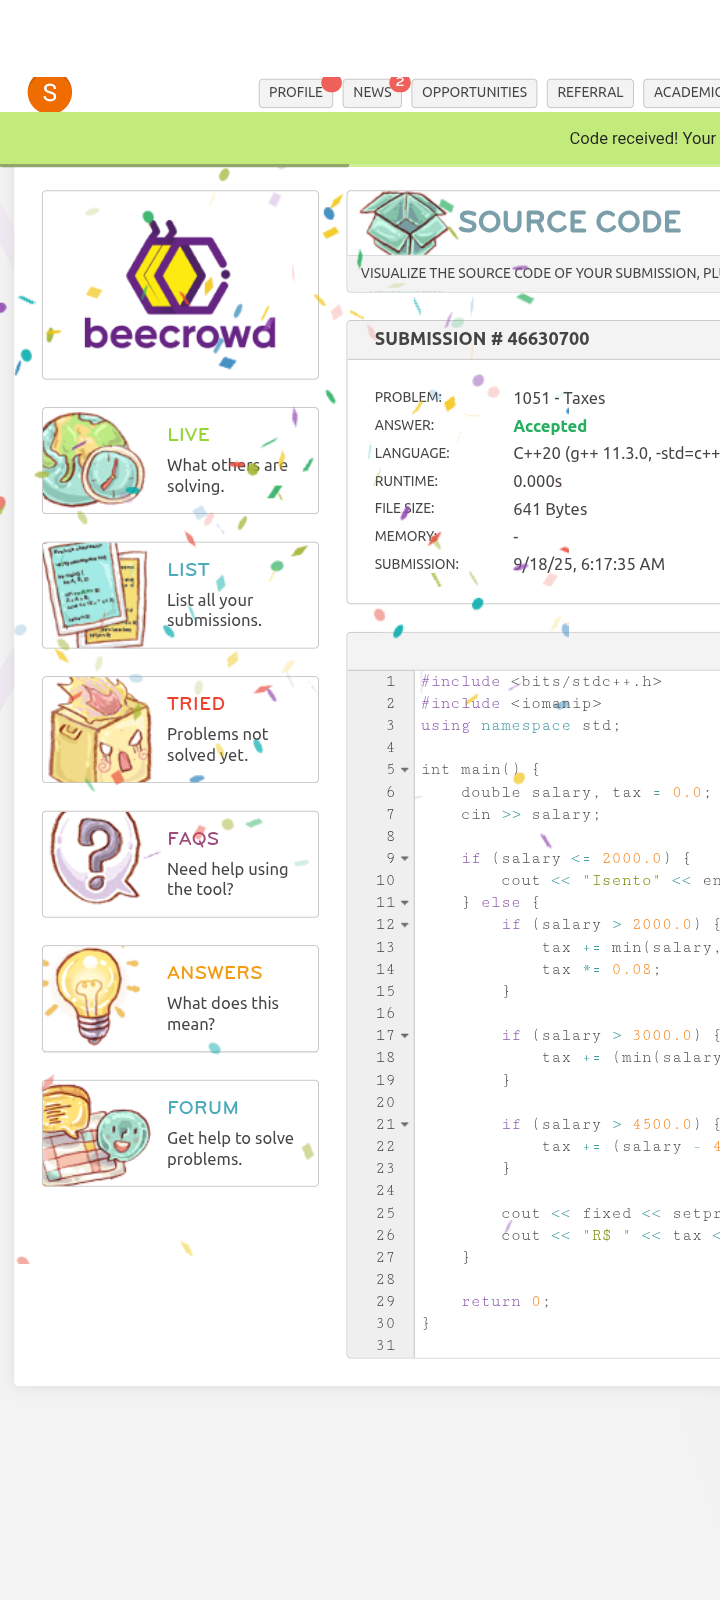 S
PROFILE
NEWS
2
OPPORTUNITIES
REFERRAL
ACADEMIC
Code received! Your
beecrowd
LIVE
What others are
solving.
LIST
List all your
submissions.
TRIED
Problems not
solved yet.
FAQS
Need help using
the tool?
ANSWERS
What does this
mean?
FORUM
Get help to solve
problems.
SOURCE CODE
VISUALIZE THE SOURCE CODE OF YOUR SUBMISSION,
SUBMISSION # 46630700
PROBLEM: 1051 - Taxes
ANSWER: Accepted
LANGUAGE: C++20 (g++ 11.3.0, -std=c++
RUNTIME: 0.000s
FILE SIZE: 641 Bytes
MEMORY: -
SUBMISSION: 9/18/25, 6:17:35 AM
1 #include <bits/stdc++.h>
2 #include <iomanip>
3 using namespace std;
4
5 int main() {
6 double salary, tax = 0.0;
7 cin >> salary;
8
9 if (salary <= 2000.0) {
10 cout << "Isento" << en
11 } else {
12 if (salary > 2000.0) {
13 tax += min(salary,
14 tax *= 0.08;
15 }
16
17 if (salary > 3000.0) {
18 tax += (min(salary
19 }
20
21 if (salary > 4500.0) {
22 tax += (salary - 4
23 }
24
25 cout << fixed << setpr
26 cout << "R$ " << tax <
27 }
28
29 return 0;
30 }
31